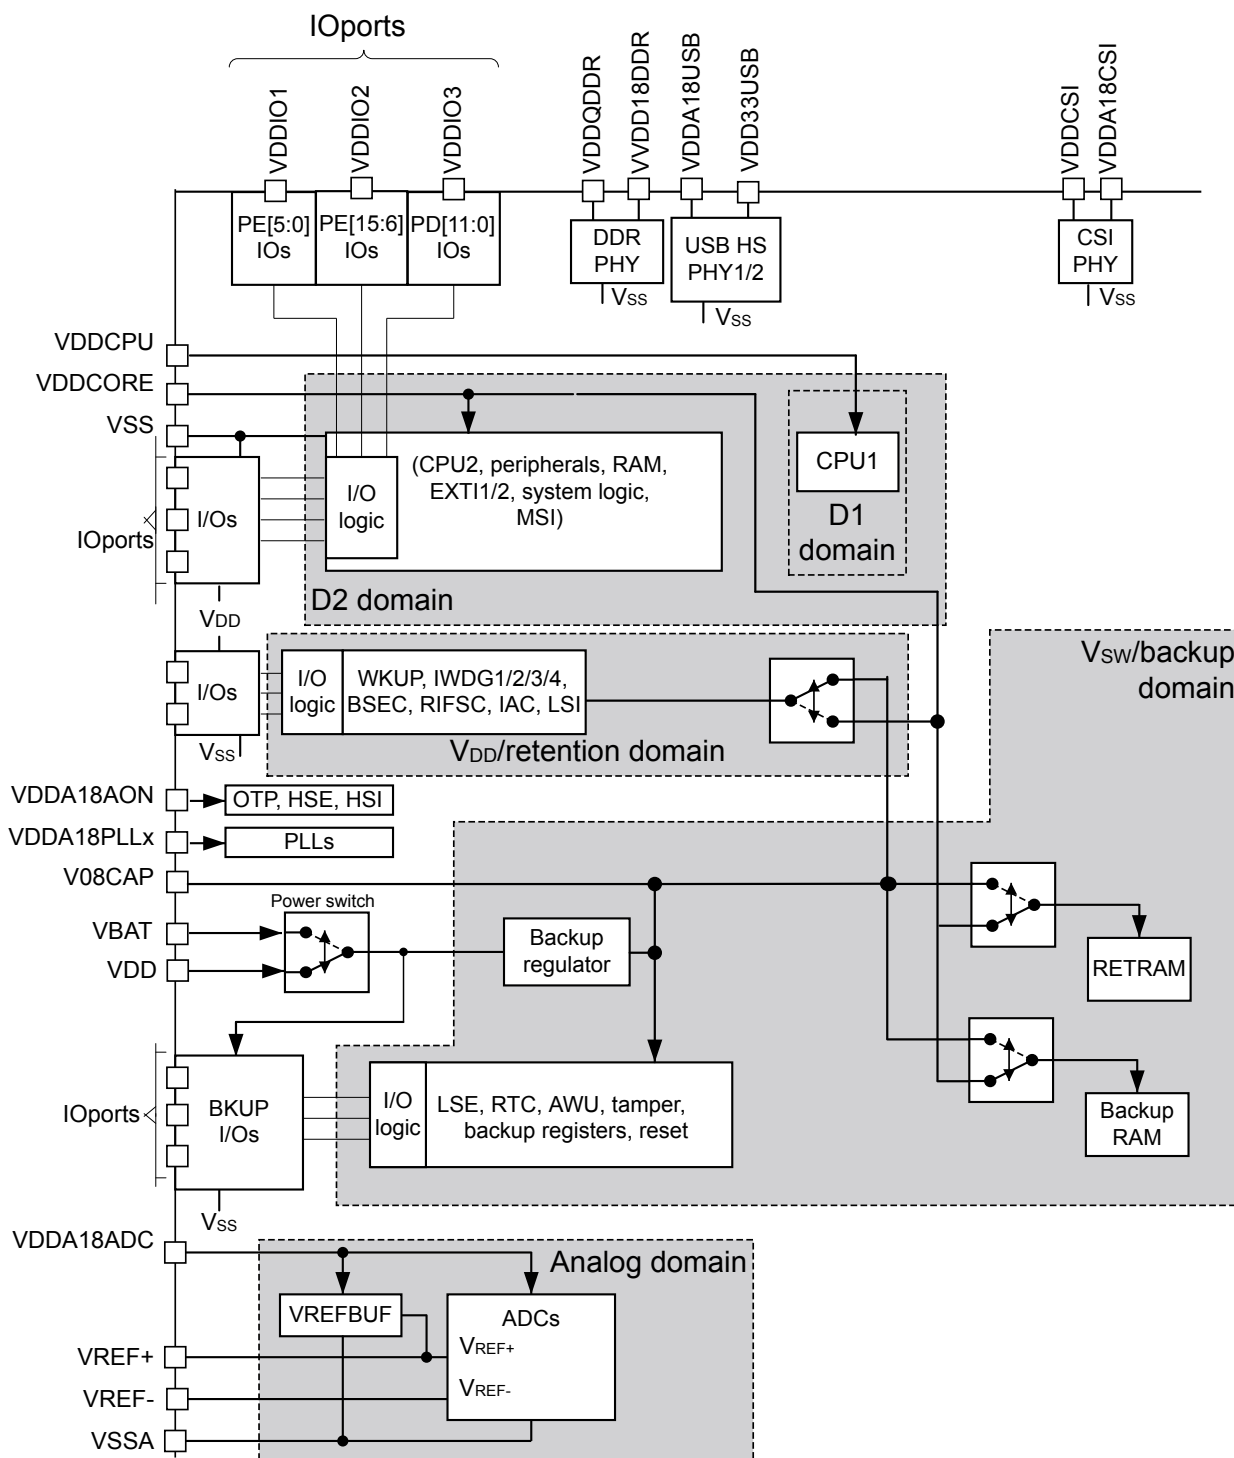 IOports
VDDIO1
VDDIO2
VDDIO3
VDDQDDR
VVDD18DDR
VDDA18USB
VDD33USB
VDDCSI
VDDA18CSI
PE[5:0]
IOs
PE[15:6]
IOs
PD[11:0]
IOs
DDR
PHY
VSS
USB HS
PHY1/2
VSS
CSI
PHY
VSS
VDDCPU
VDDCORE
VSS
IOports
I/Os
VDD
I/O
logic
(CPU2, peripherals, RAM,
EXTI1/2, system logic,
MSI)
CPU1
D1
domain
D2 domain
I/Os
VSS
I/O
logic
WKUP, IWDG1/2/3/4,
BSEC, RIFSC, IAC, LSI
VDD/retention domain
VSW/backup
domain
VDDA18AON
OTP, HSE, HSI
VDDA18PLLx
PLLs
V08CAP
Power switch
VBAT
VDD
Backup
regulator
RETRAM
IOports
BKUP
I/Os
VSS
I/O
logic
LSE, RTC, AWU, tamper,
backup registers, reset
Backup
RAM
VDDA18ADC
Analog domain
VREFBUF
ADCs
VREF+
VREF-
VREF+
VREF-
VSSA